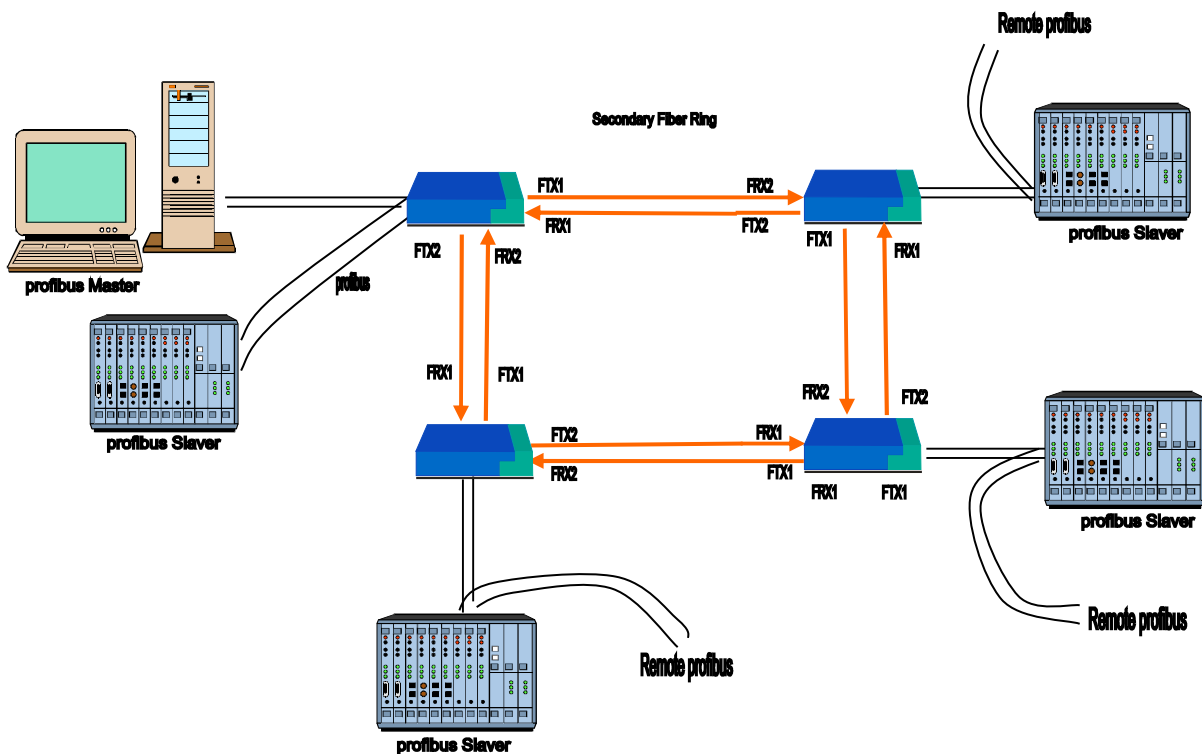 Remote profibus
Secondary Fiber Ring
FTX1
FRX2
FRX1
FTX2
profibus Slaver
FTX2
FRX2
FTX1
FRX1
profibus Master
profibus
FRX1
FTX1
FRX2
FTX2
profibus Slaver
FTX2
FRX1
FRX2
FTX1
FRX1
FTX1
profibus Slaver
Remote profibus
Remote profibus
profibus Slaver